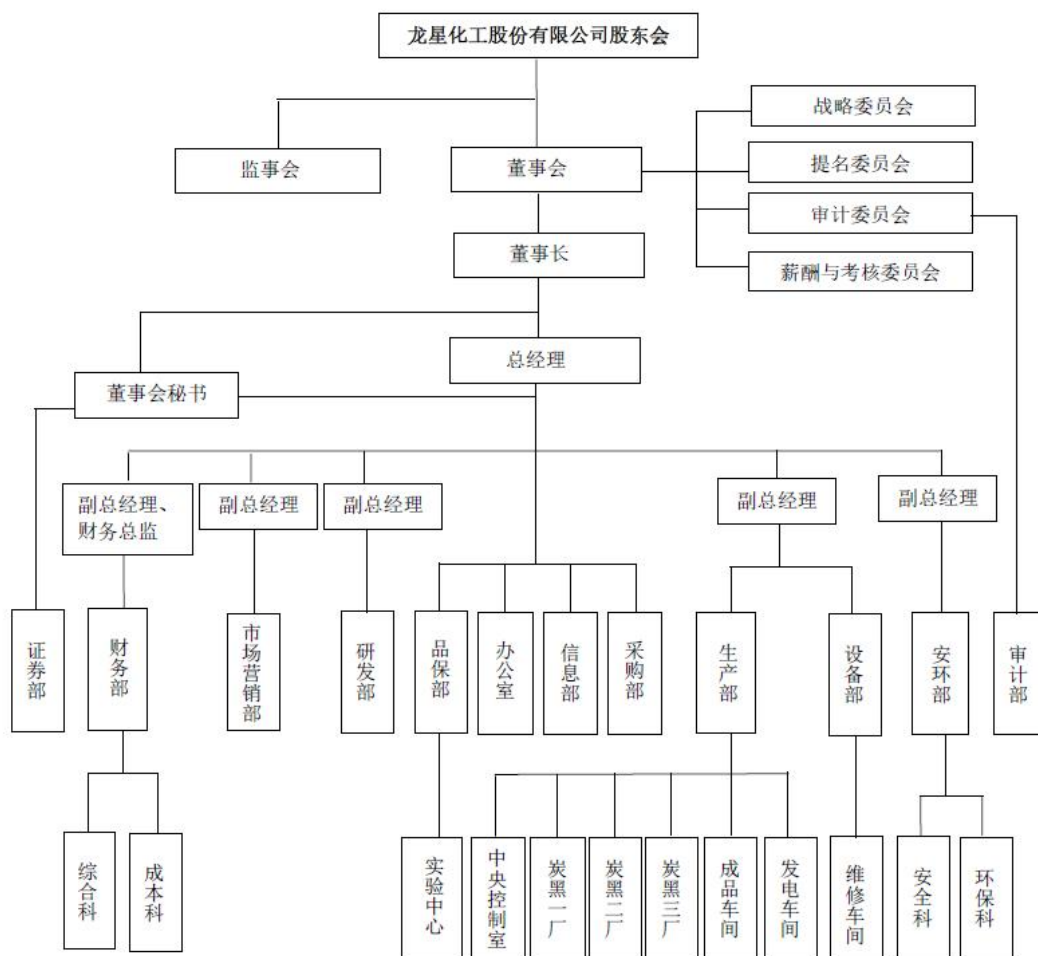 龙星化工股份有限公司股东会
战略委员会
监事会
董事会
提名委员会
审计委员会
董事长
薪酬与考核委员会
总经理
董事会秘书
副总经理、
财务总监
副总经理
副总经理
副总经理
副总经理
证券部
财务部
市场营销部
研发部
品保部
办公室
信息部
采购部
生产部
设备部
安环部
审计部
综合科
成本科
实验中心
中央控制室
炭黑一厂
炭黑二厂
炭黑三厂
成品车间
发电车间
维修车间
安全科
环保科